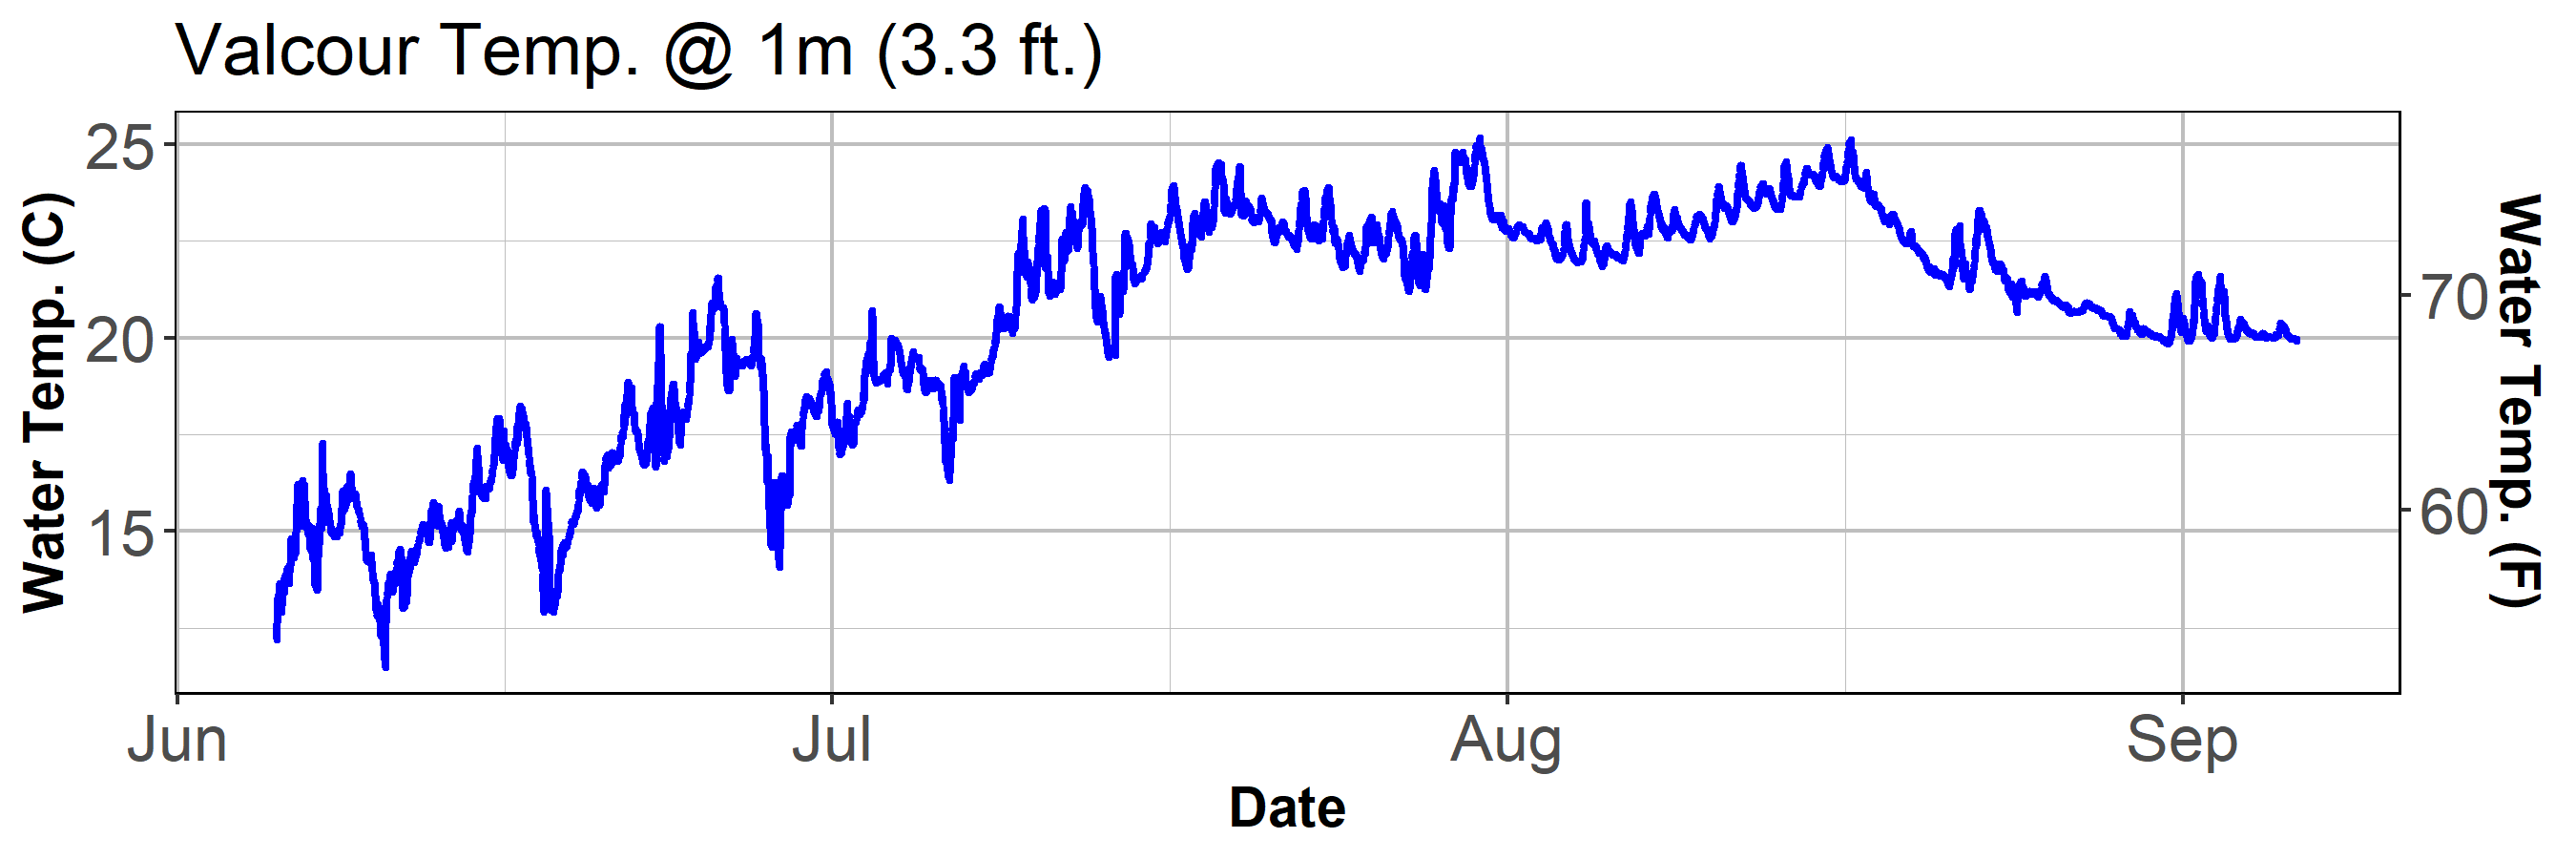 Valcour Temp. @ 1m (3.3 ft.)
Water Temp. (C)
25
20
15
70
60
Water Temp. (F)
Jun Jul Aug Sep
Date